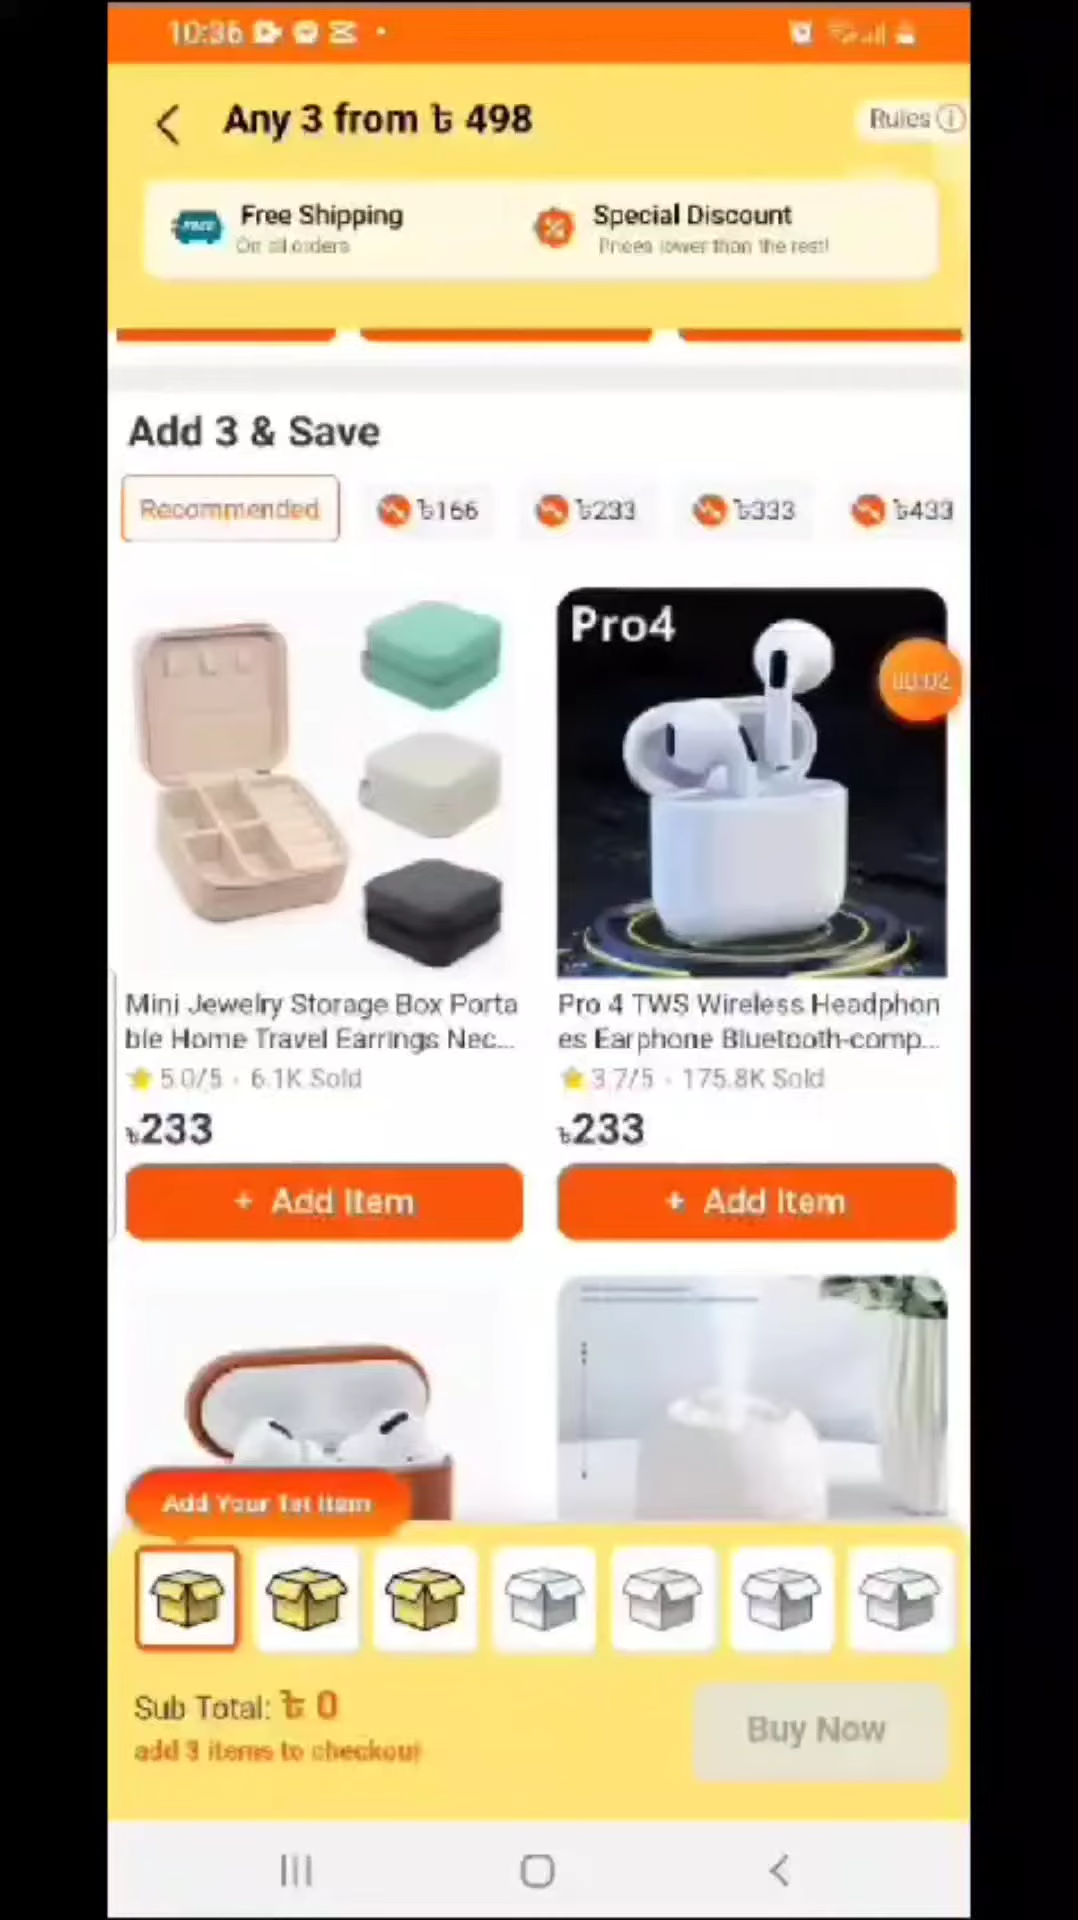 10:36
Any 3 from ৳ 498
Rules
FREE
Free Shipping
On all orders
Special Discount
Prices lower than the rest!
Add 3 & Save
Recommended
৳166
৳233
৳333
৳433
Pro4
00:02
Mini Jewelry Storage Box Porta
ble Home Travel Earrings Nec...
5.0/5 · 6.1K Sold
৳233
+ Add Item
Pro 4 TWS Wireless Headphon
es Earphone Bluetooth-comp...
3.7/5 · 175.8K Sold
৳233
+ Add Item
Add Your 1st Item
Sub Total: ৳ 0
add 3 items to checkout
Buy Now